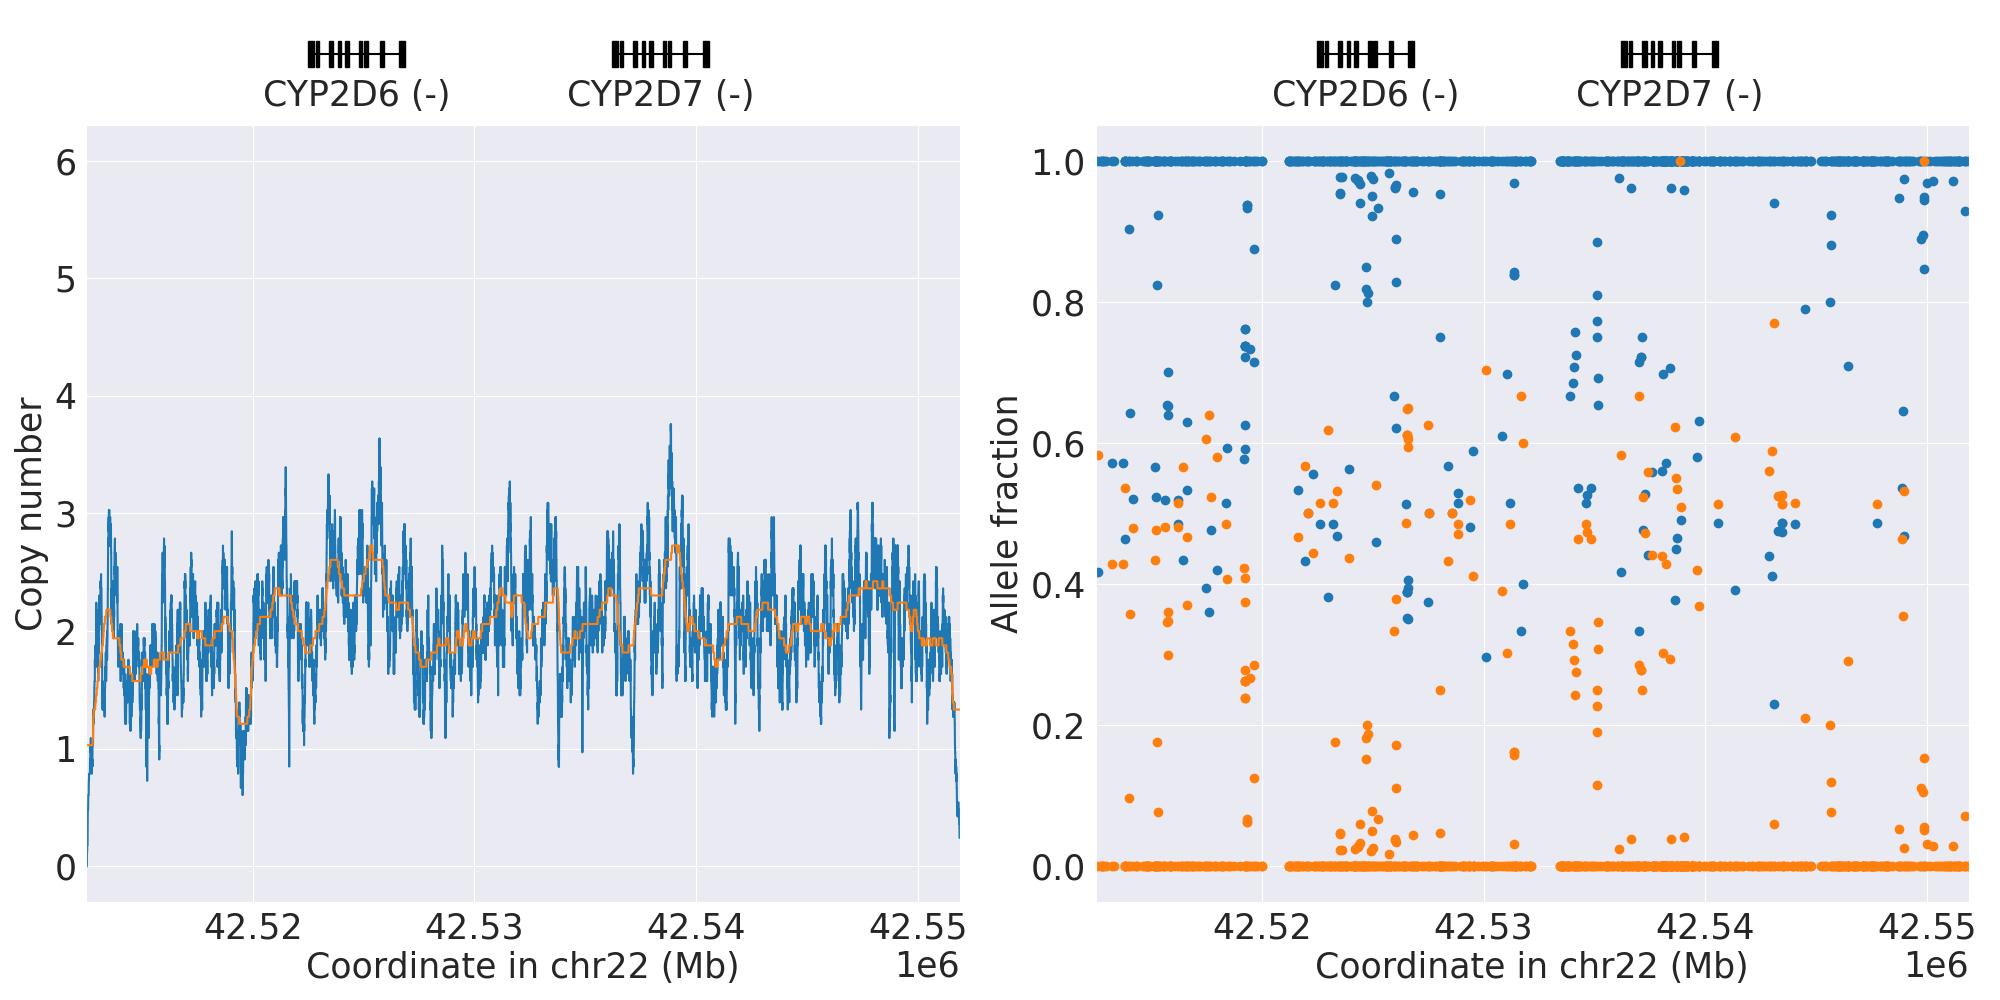 CYP2D6 (-) CYP2D7 (-)
6
5
4
3
2
1
0
Copy number
42.52 42.53 42.54 42.55
Coordinate in chr22 (Mb) 1e6
CYP2D6 (-) CYP2D7 (-)
1.0
0.8
0.6
0.4
0.2
0.0
Allele fraction
42.52 42.53 42.54 42.55
Coordinate in chr22 (Mb) 1e6